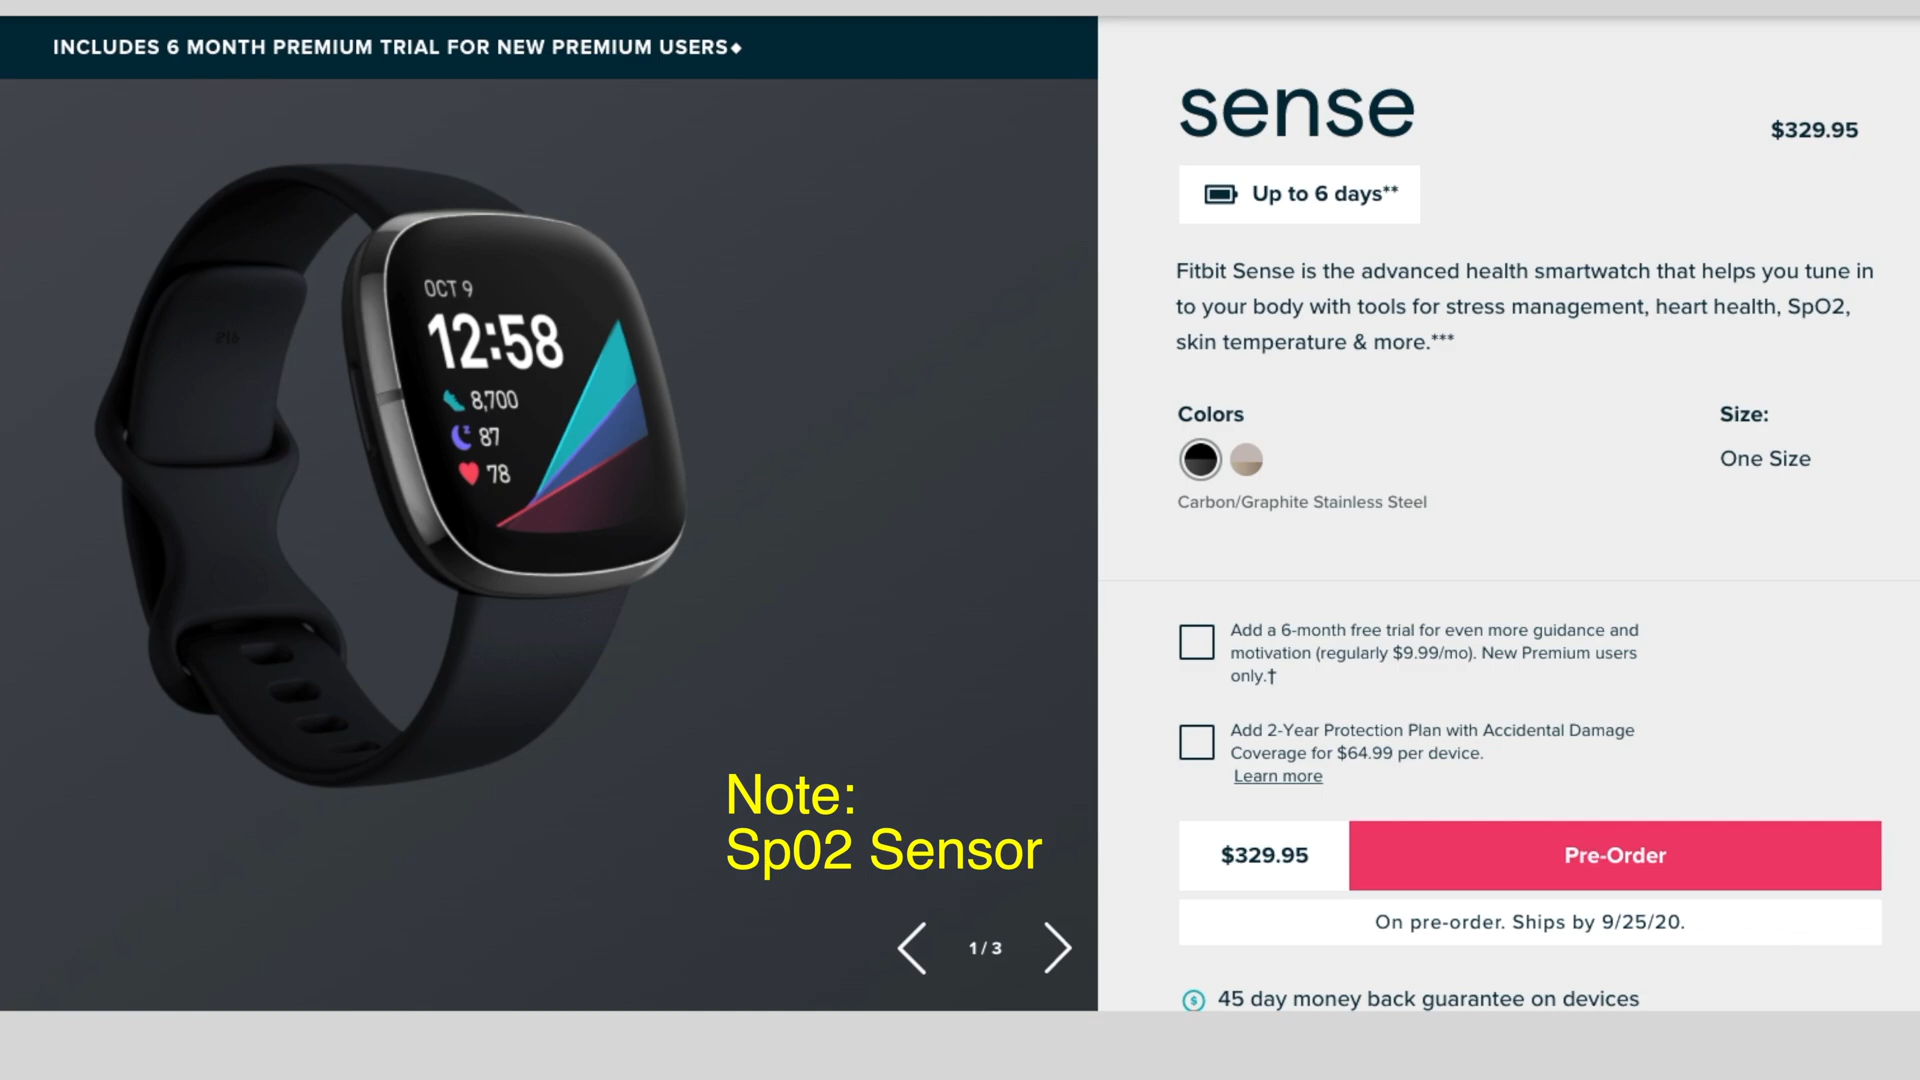 INCLUDES 6 MONTH PREMIUM TRIAL FOR NEW PREMIUM USERS◆
OCT 9
12:58
8,700
87
78
Note:
Sp02 Sensor
1/3
sense
$329.95
Up to 6 days**
Fitbit Sense is the advanced health smartwatch that helps you tune in
to your body with tools for stress management, heart health, SpO2,
skin temperature & more.***
Colors
Size:
One Size
Carbon/Graphite Stainless Steel
Add a 6-month free trial for even more guidance and
motivation (regularly $9.99/mo). New Premium users
only.†
Add 2-Year Protection Plan with Accidental Damage
Coverage for $64.99 per device.
Learn more
$329.95
Pre-Order
On pre-order. Ships by 9/25/20.
45 day money back guarantee on devices